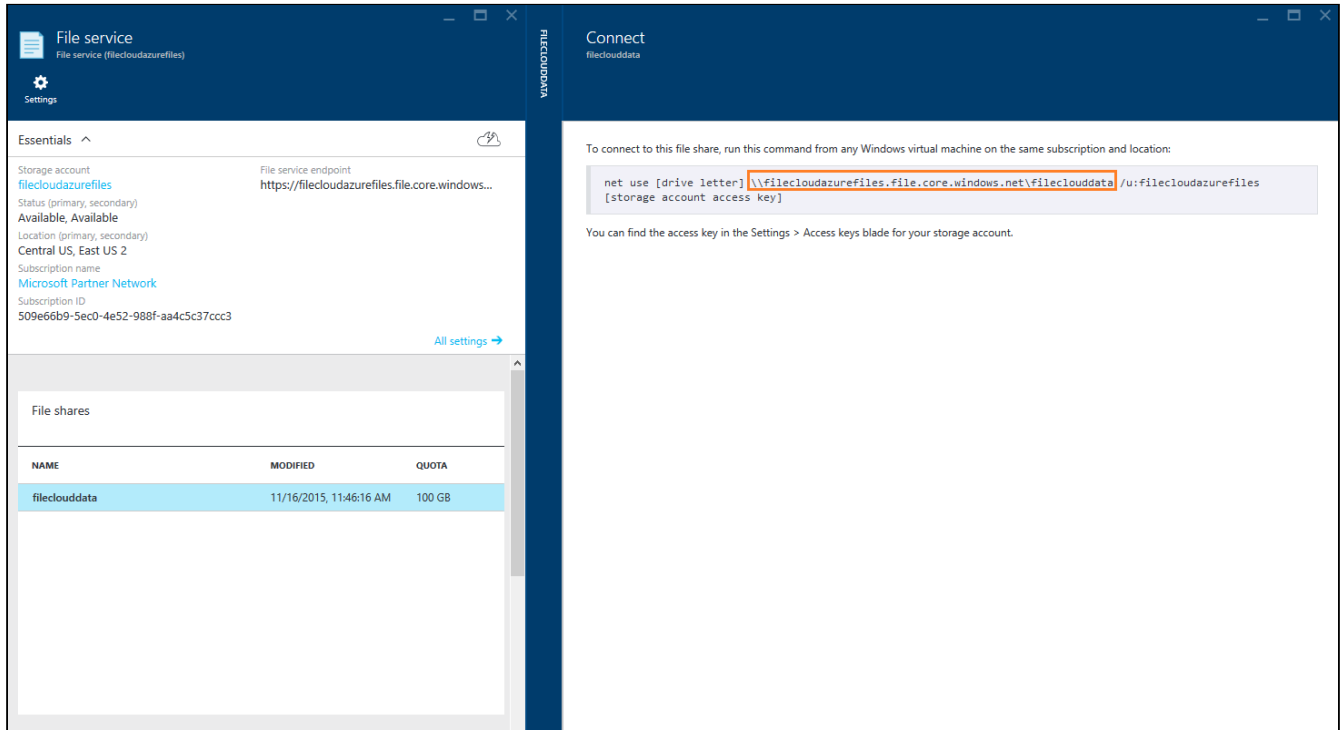 File service
File service (filecloudazurefiles)
Settings
Essentials
Storage account
filecloudazurefiles
Status (primary, secondary)
Available, Available
Location (primary, secondary)
Central US, East US 2
Subscription name
Microsoft Partner Network
Subscription ID
509e66b9-5ec0-4e52-988f-aa4c5c37ccc3
File service endpoint
https://filecloudazurefiles.file.core.windows...
All settings
File shares
NAME MODIFIED QUOTA
fileclouddata 11/16/2015, 11:46:16 AM 100 GB
FILECLOUDDATA
Connect
fileclouddata
To connect to this file share, run this command from any Windows virtual machine on the same subscription and location:
net use [drive letter] \\filecloudazurefiles.file.core.windows.net\fileclouddata /u:filecloudazurefiles
[storage account access key]
You can find the access key in the Settings > Access keys blade for your storage account.